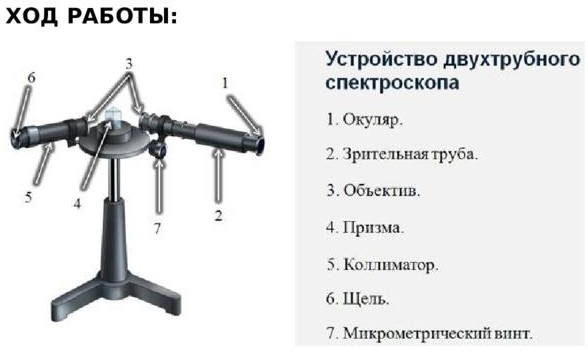 ХОД РАБОТЫ:
6
3
1
5
4
7
2
Устройство двухтрубного
спектроскопа
1. Окуляр.
2. Зрительная труба.
3. Объектив.
4. Призма.
5. Коллиматор.
6. Щель.
7. Микрометрический винт.